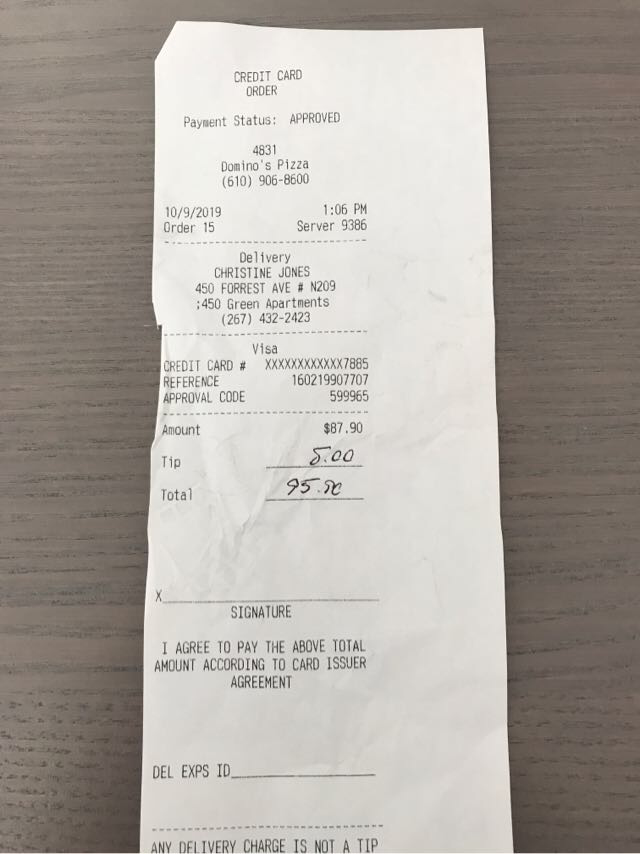 CREDIT CARD
ORDER
Payment Status: APPROVED
4831
Domino's Pizza
(610) 906-8600
10/9/2019 1:06 PM
Order 15 Server 9386
Delivery
CHRISTINE JONES
450 FORREST AVE # N209
;450 Green Apartments
(267) 432-2423
Visa
CREDIT CARD # XXXXXXXXXXXX7885
REFERENCE 160219907707
APPROVAL CODE 599965
Amount $87.90
Tip 8.00
Total 95.90
X
SIGNATURE
I AGREE TO PAY THE ABOVE TOTAL
AMOUNT ACCORDING TO CARD ISSUER
AGREEMENT
DEL EXPS ID
ANY DELIVERY CHARGE IS NOT A TIP